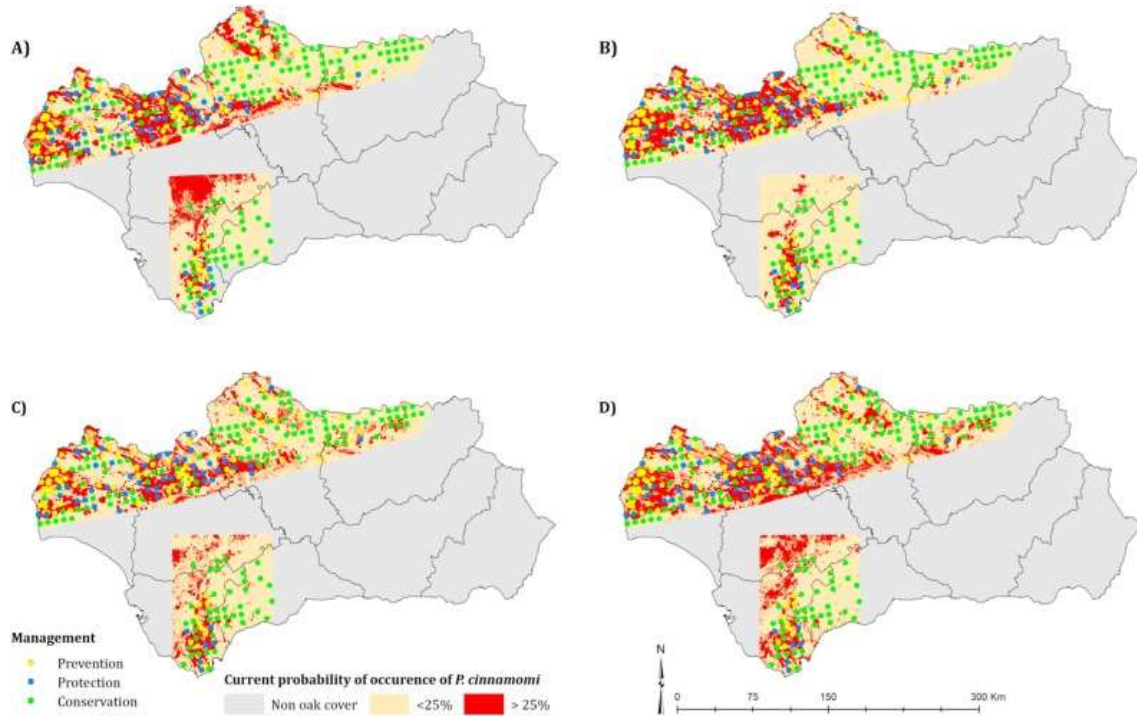 A)
B)
C)
D)
Management
Prevention
Protection
Conservation
Current probability of occurence of P. cinnamomi
Non oak cover <25% > 25%
N
0 75 150 300 Km